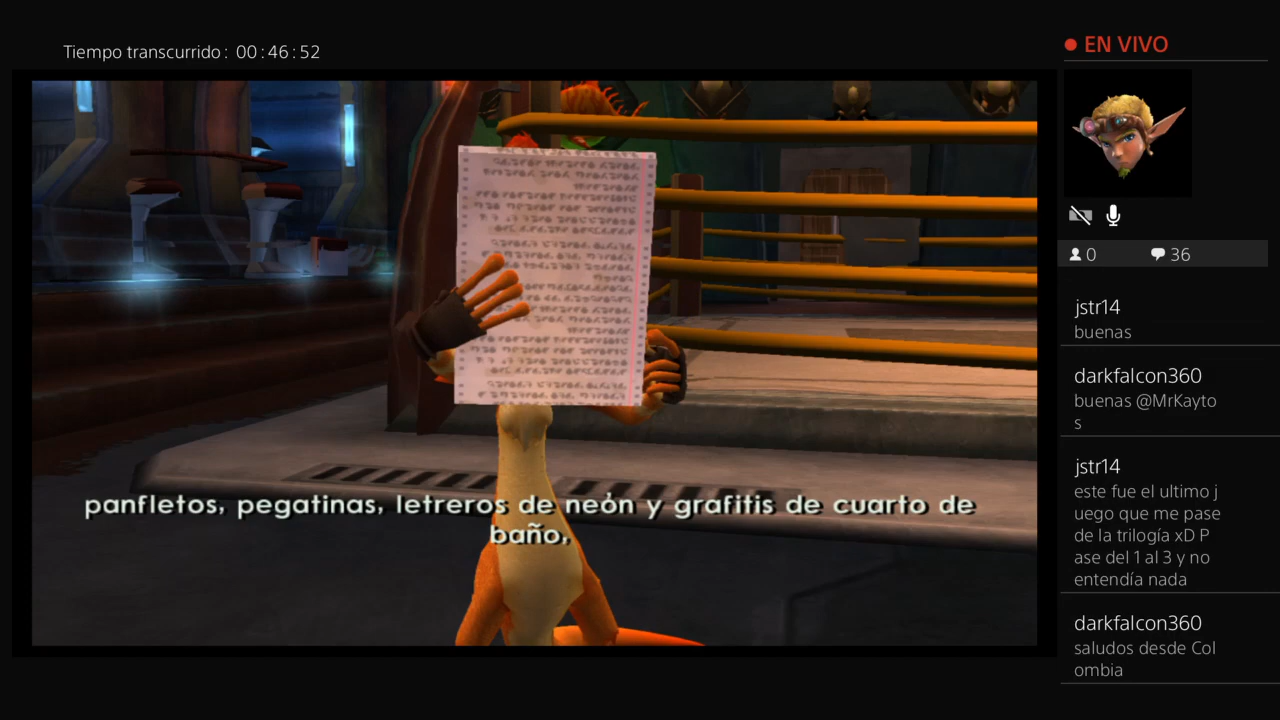 Tiempo transcurrido: 00:46:52
EN VIVO
0 36
jstr14
buenas
darkfalcon360
buenas @MrKayto
s
jstr14
este fue el ultimo j
uego que me pase
de la trilogía xD P
ase del 1 al 3 y no
entendía nada
darkfalcon360
saludos desde Col
ombia
panfletos, pegatinas, letreros de neón y grafitis de cuarto de
baño,